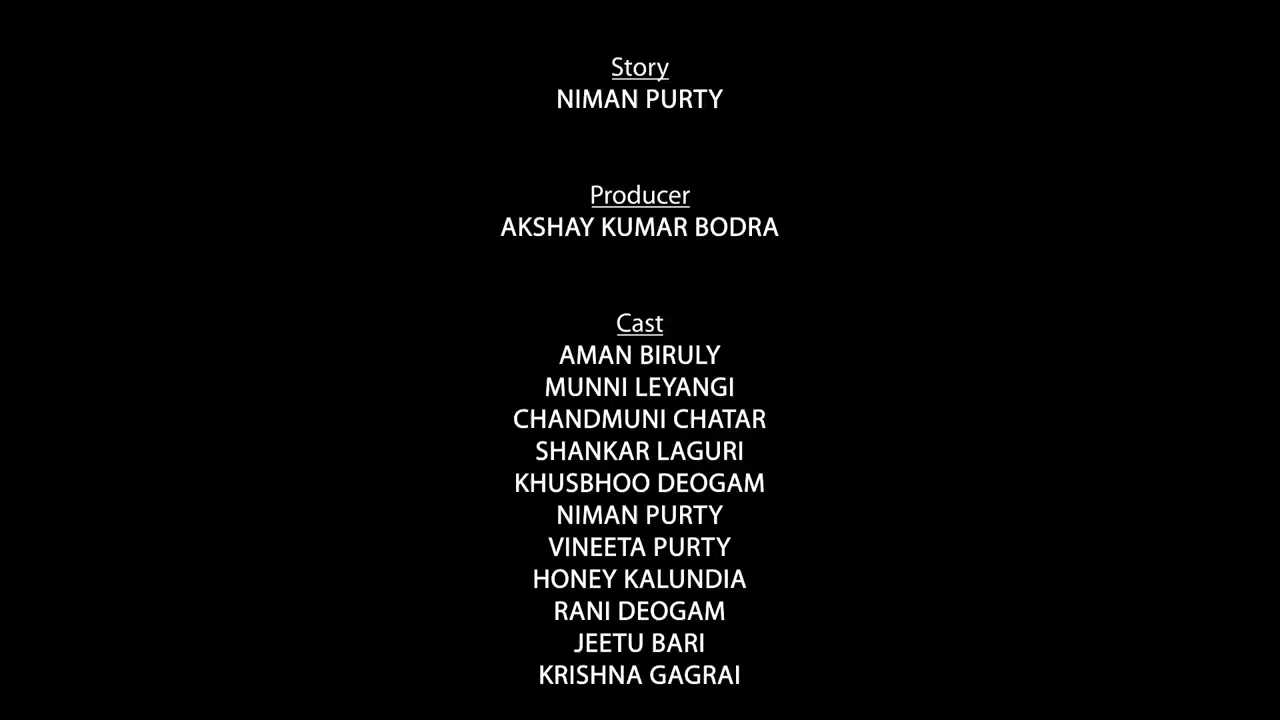 Story
NIMAN PURTY
Producer
AKSHAY KUMAR BODRA
Cast
AMAN BIRULY
MUNNI LEYANGI
CHANDMUNI CHATAR
SHANKAR LAGURI
KHUSBHOO DEOGAM
NIMAN PURTY
VINEETA PURTY
HONEY KALUNDIA
RANI DEOGAM
JEETU BARI
KRISHNA GAGRAI